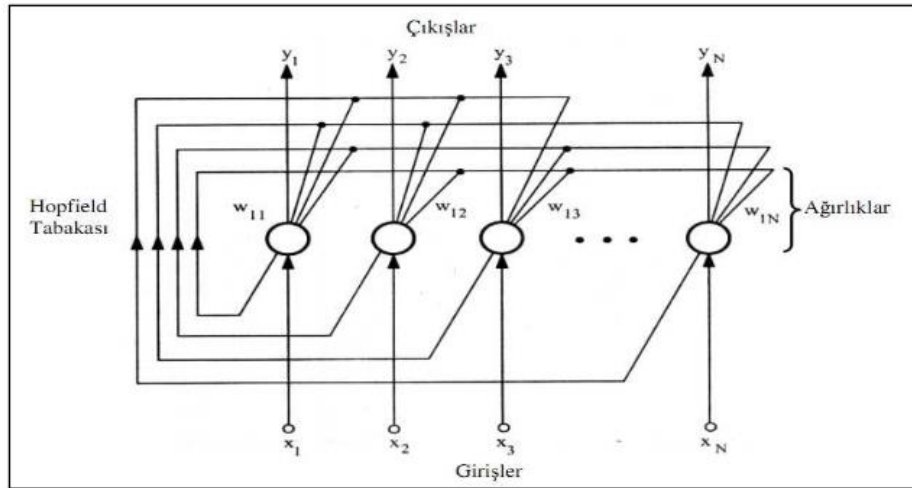 Çıkışlar
y1 y2 y3 yN
Hopfield
Tabakası
w11 w12 w13 w1N
Ağırlıklar
x1 x2 x3 xN
Girişler